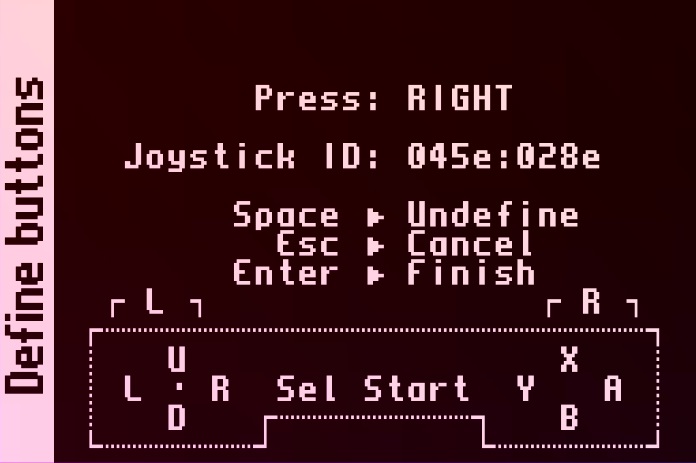 Define buttons
Press: RIGHT
Joystick ID: 045e:028e
Space ▸ Undefine
Esc ▸ Cancel
Enter ▸ Finish
L R
U X
L · R Sel Start Y A
D B